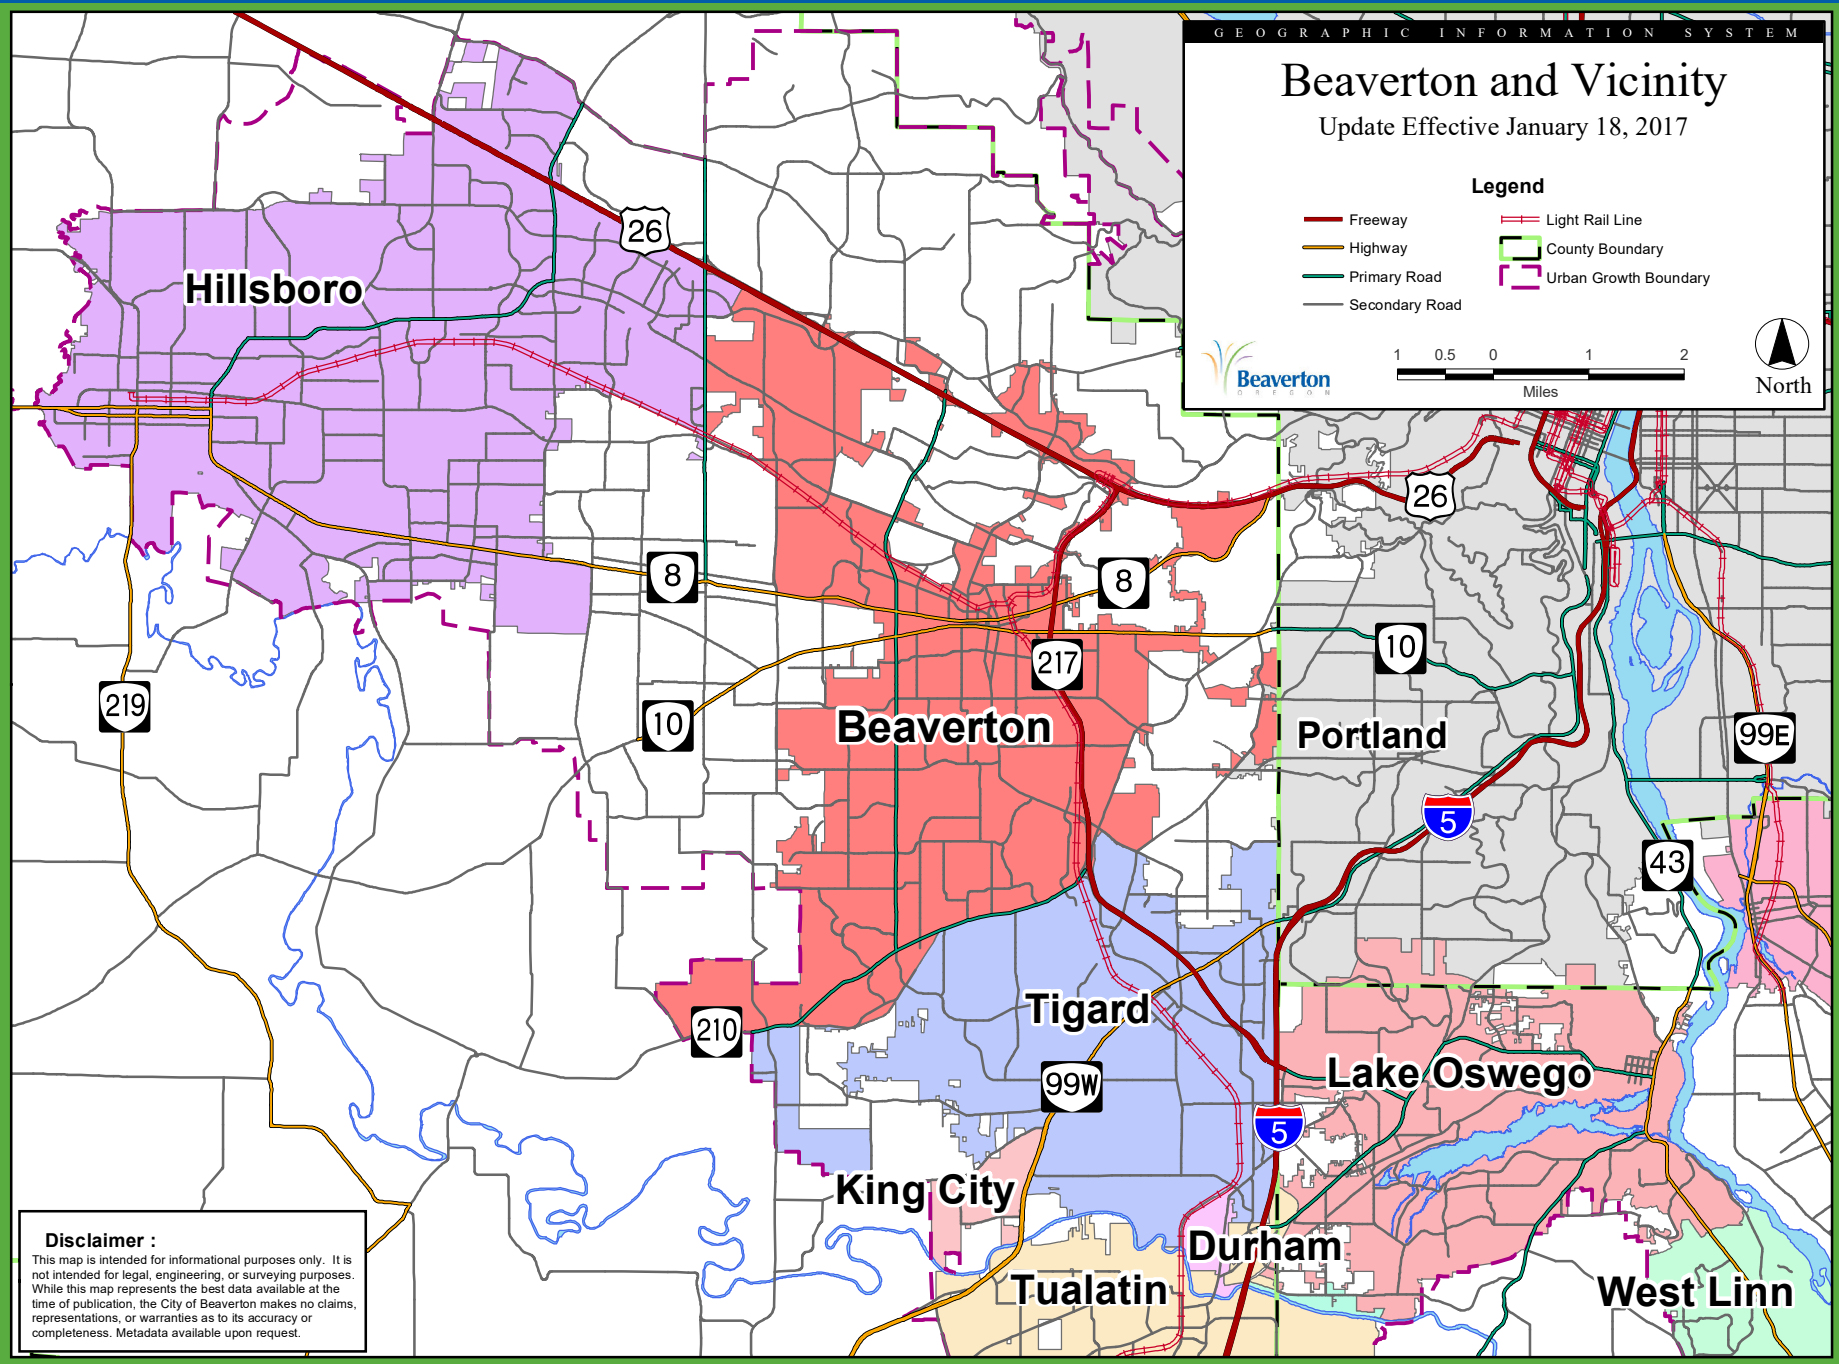 GEOGRAPHIC INFORMATION SYSTEM
Beaverton and Vicinity
Update Effective January 18, 2017
Legend
Freeway
Highway
Primary Road
Secondary Road
Light Rail Line
County Boundary
Urban Growth Boundary
Beaverton
OREGON
1 0.5 0 1 2
Miles
North
26
Hillsboro
26
8
8
10
217
219
10
Beaverton
Portland
99E
5
43
Tigard
210
99W
Lake Oswego
5
King City
Durham
Tualatin
West Linn
Disclaimer :
This map is intended for informational purposes only. It is
not intended for legal, engineering, or surveying purposes.
While this map represents the best data available at the
time of publication, the City of Beaverton makes no claims,
representations, or warranties as to its accuracy or
completeness. Metadata available upon request.